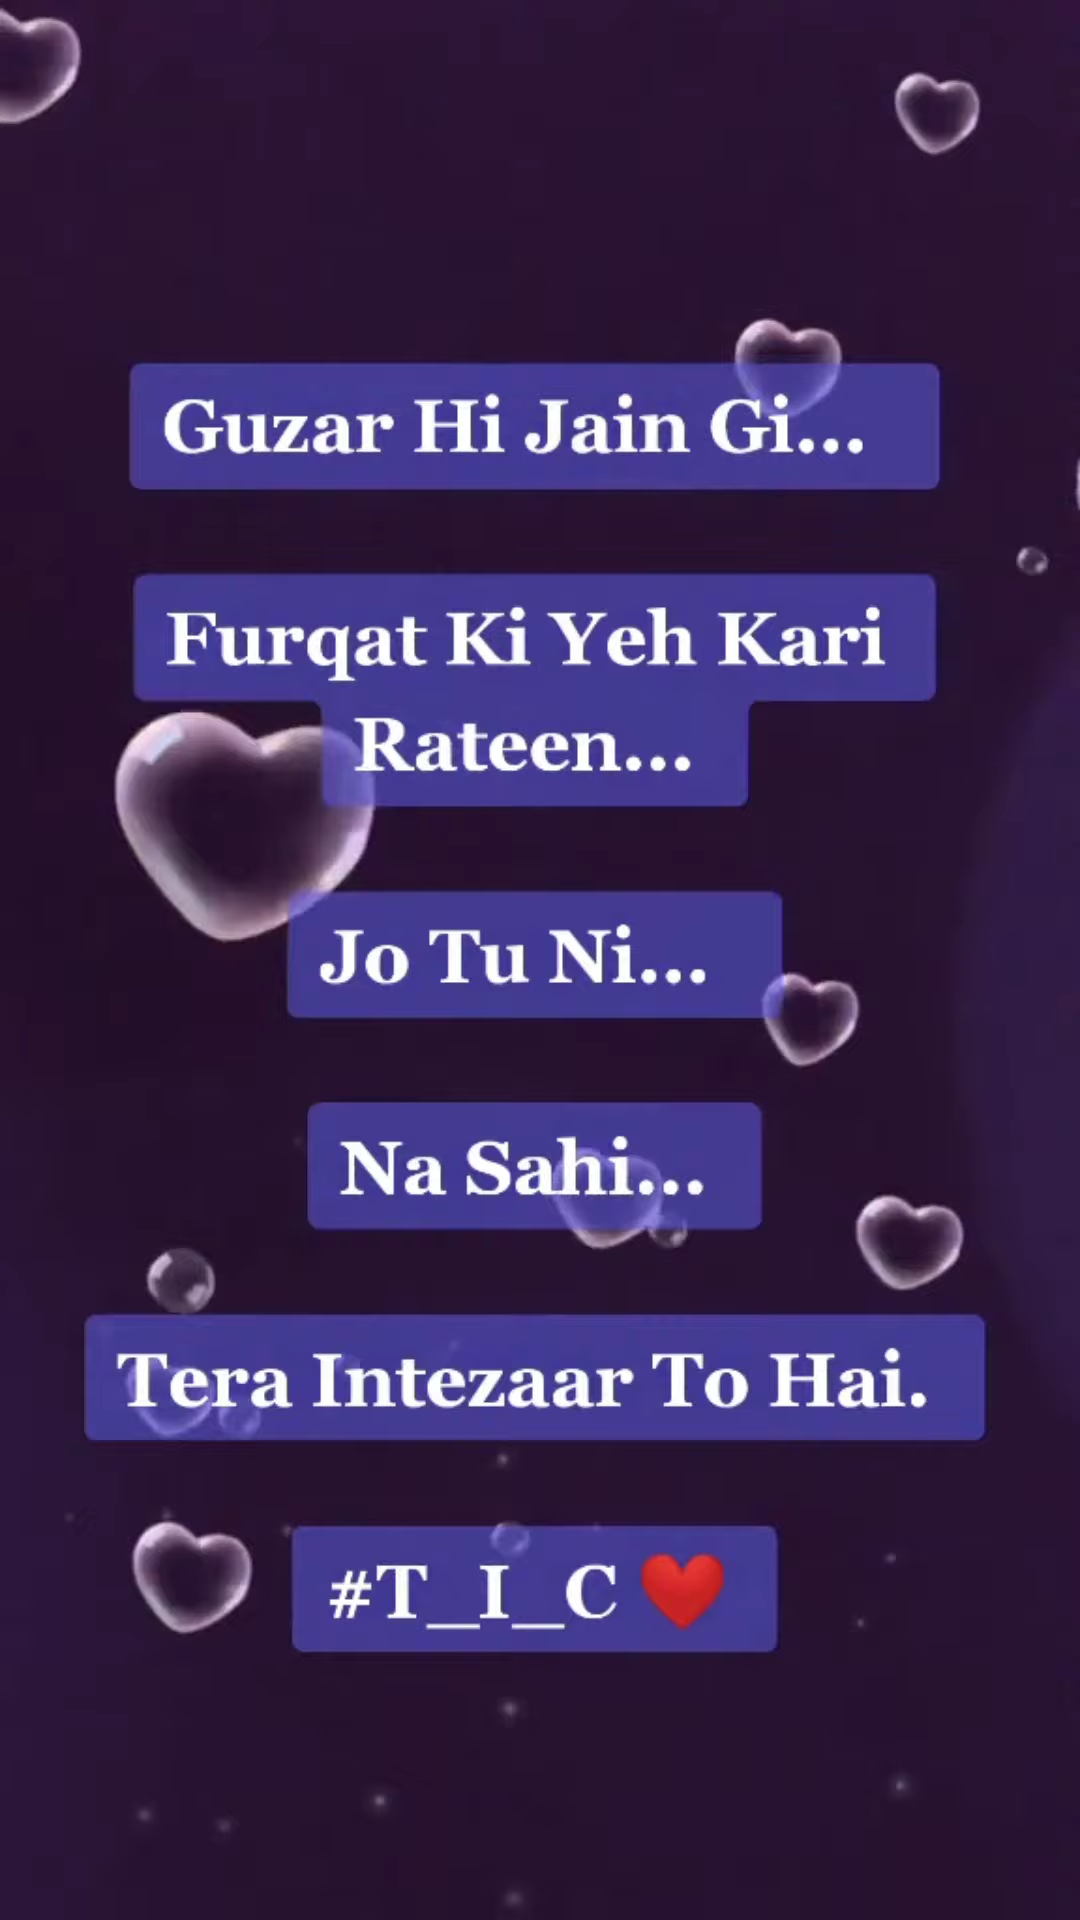 Guzar Hi Jain Gi...
Furqat Ki Yeh Kari
Rateen...
Jo Tu Ni...
Na Sahi...
Tera Intezaar To Hai.
#T_I_C ❤️